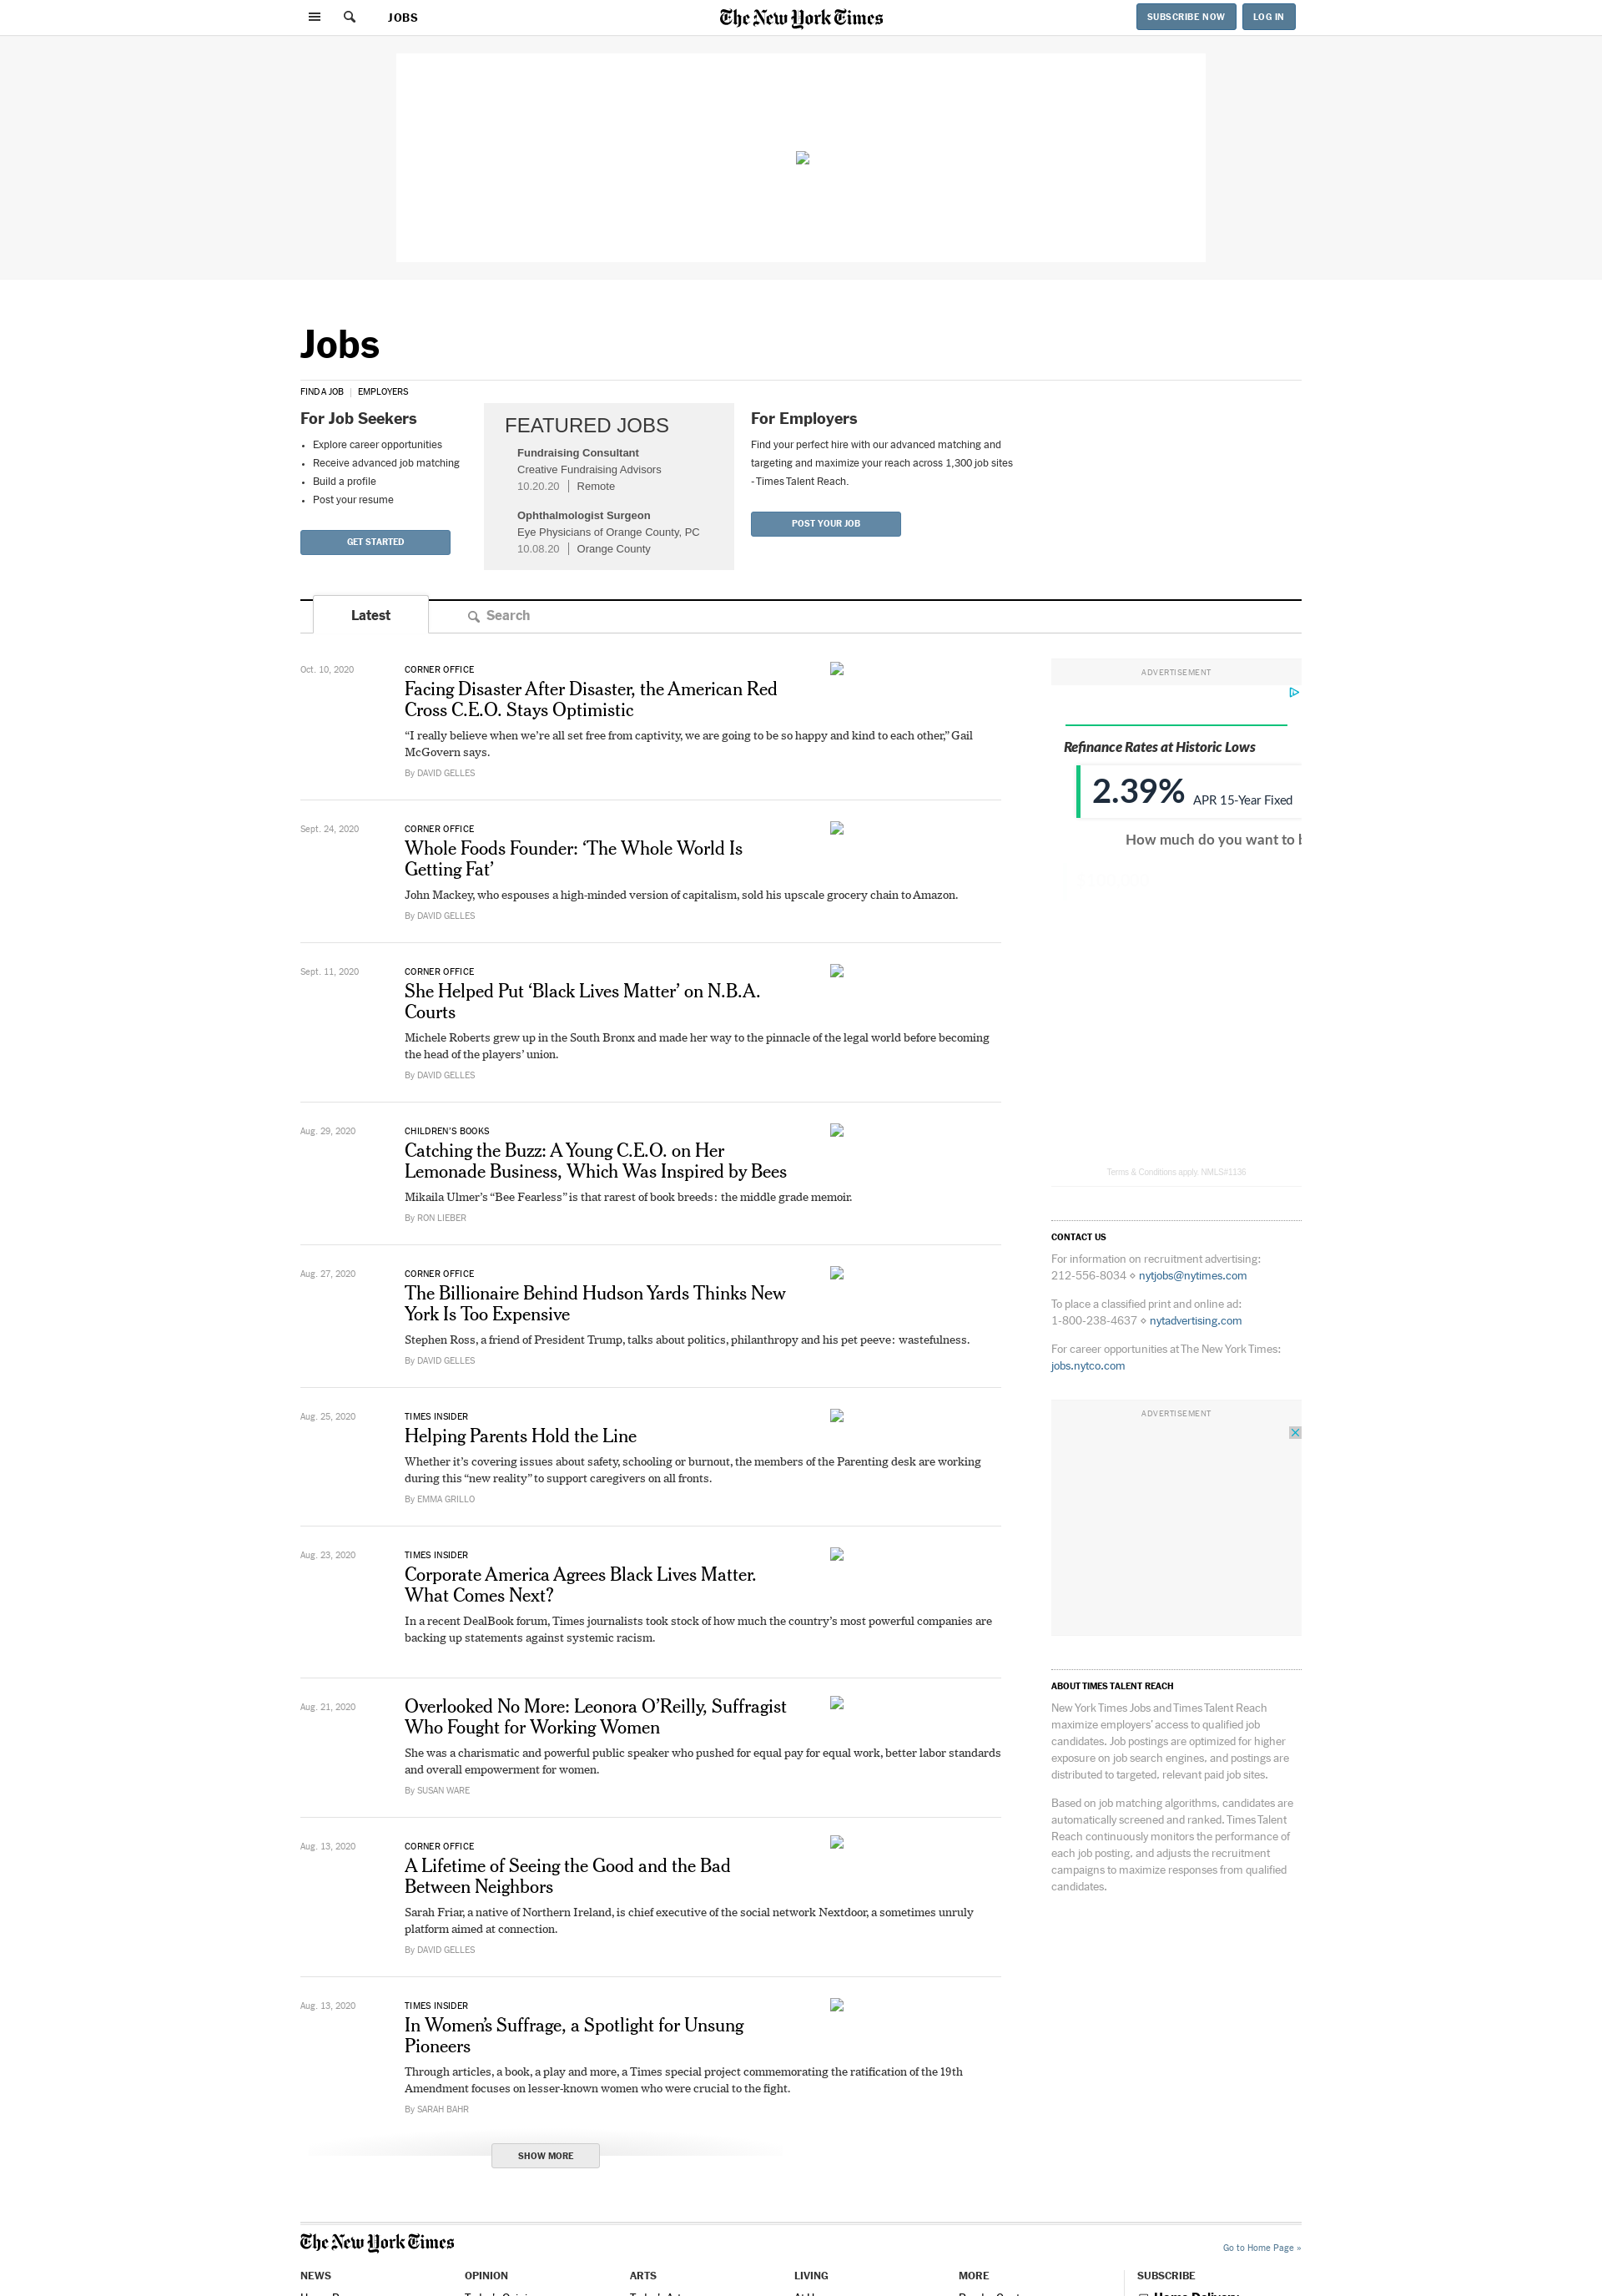 JOBS
The New York Times
SUBSCRIBE NOW
LOG IN
Jobs
FIND A JOB | EMPLOYERS
For Job Seekers
• Explore career opportunities
• Receive advanced job matching
• Build a profile
• Post your resume
GET STARTED
FEATURED JOBS
Fundraising Consultant
Creative Fundraising Advisors
10.20.20 | Remote
Ophthalmologist Surgeon
Eye Physicians of Orange County, PC
10.08.20 | Orange County
For Employers
Find your perfect hire with our advanced matching and
targeting and maximize your reach across 1,300 job sites
- Times Talent Reach.
POST YOUR JOB
Latest
Search
Oct. 10, 2020
CORNER OFFICE
Facing Disaster After Disaster, the American Red
Cross C.E.O. Stays Optimistic
“I really believe when we’re all set free from captivity, we are going to be so happy and kind to each other,” Gail
McGovern says.
By DAVID GELLES
Sept. 24, 2020
CORNER OFFICE
Whole Foods Founder: ‘The Whole World Is
Getting Fat’
John Mackey, who espouses a high-minded version of capitalism, sold his upscale grocery chain to Amazon.
By DAVID GELLES
Sept. 11, 2020
CORNER OFFICE
She Helped Put ‘Black Lives Matter’ on N.B.A.
Courts
Michele Roberts grew up in the South Bronx and made her way to the pinnacle of the legal world before becoming
the head of the players’ union.
By DAVID GELLES
Aug. 29, 2020
CHILDREN’S BOOKS
Catching the Buzz: A Young C.E.O. on Her
Lemonade Business, Which Was Inspired by Bees
Mikaila Ulmer’s “Bee Fearless” is that rarest of book breeds: the middle grade memoir.
By RON LIEBER
Aug. 27, 2020
CORNER OFFICE
The Billionaire Behind Hudson Yards Thinks New
York Is Too Expensive
Stephen Ross, a friend of President Trump, talks about politics, philanthropy and his pet peeve: wastefulness.
By DAVID GELLES
Aug. 25, 2020
TIMES INSIDER
Helping Parents Hold the Line
Whether it’s covering issues about safety, schooling or burnout, the members of the Parenting desk are working
during this “new reality” to support caregivers on all fronts.
By EMMA GRILLO
Aug. 23, 2020
TIMES INSIDER
Corporate America Agrees Black Lives Matter.
What Comes Next?
In a recent DealBook forum, Times journalists took stock of how much the country’s most powerful companies are
backing up statements against systemic racism.
Aug. 21, 2020
Overlooked No More: Leonora O’Reilly, Suffragist
Who Fought for Working Women
She was a charismatic and powerful public speaker who pushed for equal pay for equal work, better labor standards
and overall empowerment for women.
By SUSAN WARE
Aug. 13, 2020
CORNER OFFICE
A Lifetime of Seeing the Good and the Bad
Between Neighbors
Sarah Friar, a native of Northern Ireland, is chief executive of the social network Nextdoor, a sometimes unruly
platform aimed at connection.
By DAVID GELLES
Aug. 13, 2020
TIMES INSIDER
In Women’s Suffrage, a Spotlight for Unsung
Pioneers
Through articles, a book, a play and more, a Times special project commemorating the ratification of the 19th
Amendment focuses on lesser-known women who were crucial to the fight.
By SARAH BAHR
SHOW MORE
ADVERTISEMENT
Refinance Rates at Historic Lows
2.39% APR 15-Year Fixed
How much do you want to
Terms & Conditions apply. NMLS#1136
CONTACT US
For information on recruitment advertising:
212-556-8034 ⋄ nytjobs@nytimes.com
To place a classified print and online ad:
1-800-238-4637 ⋄ nytadvertising.com
For career opportunities at The New York Times:
jobs.nytco.com
ADVERTISEMENT
ABOUT TIMES TALENT REACH
New York Times Jobs and Times Talent Reach
maximize employers’ access to qualified job
candidates. Job postings are optimized for higher
exposure on job search engines, and postings are
distributed to targeted, relevant paid job sites.
Based on job matching algorithms, candidates are
automatically screened and ranked. Times Talent
Reach continuously monitors the performance of
each job posting, and adjusts the recruitment
campaigns to maximize responses from qualified
candidates.
The New York Times
Go to Home Page »
NEWS
OPINION
ARTS
LIVING
MORE
SUBSCRIBE